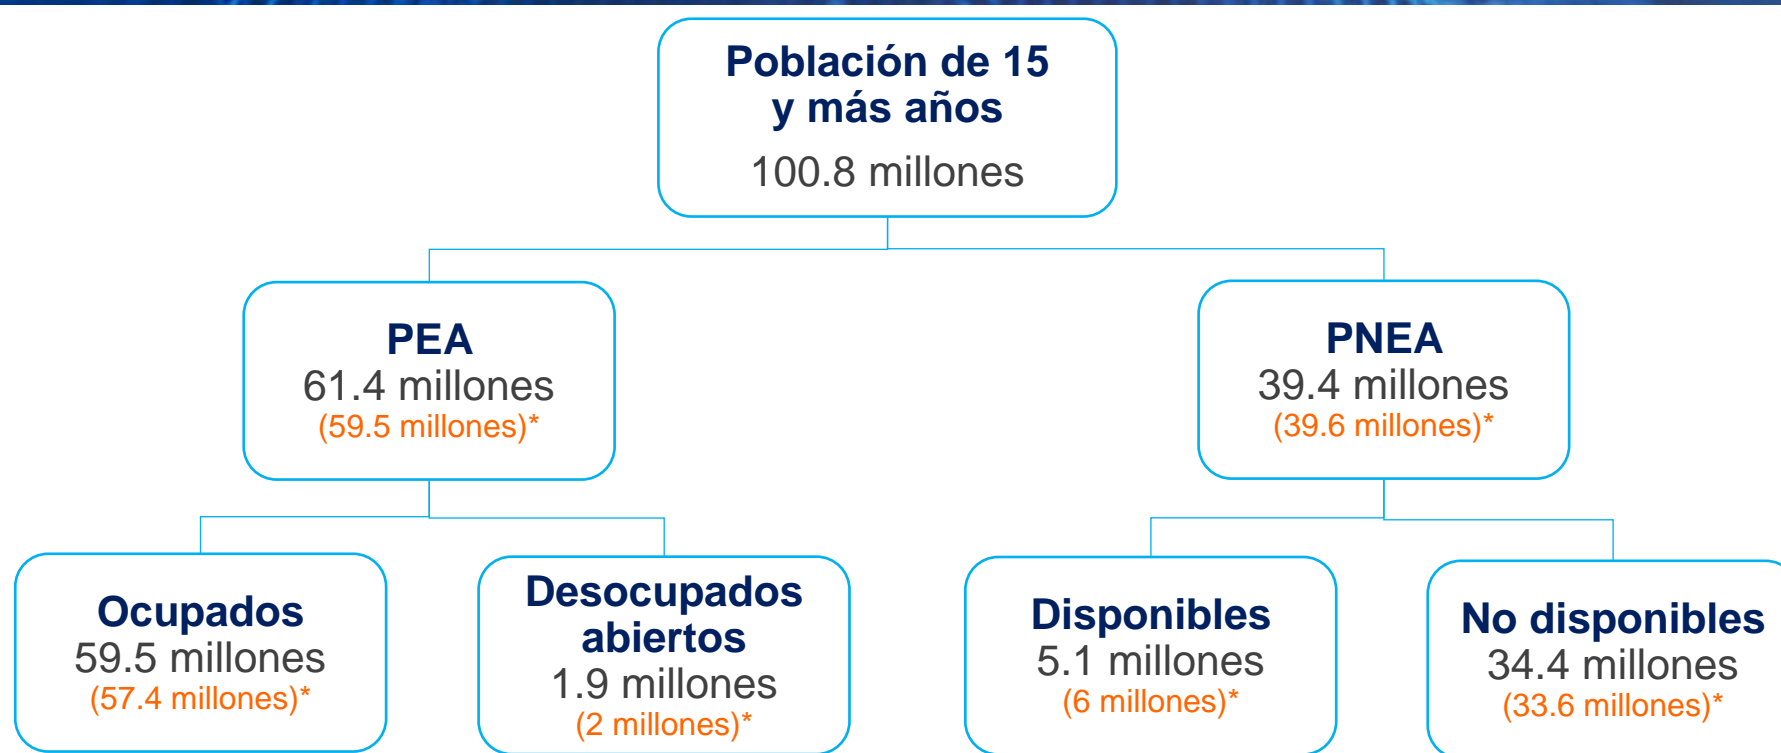 Población de 15
y más años
100.8 millones
PEA
61.4 millones
(59.5 millones)*
PNEA
39.4 millones
(39.6 millones)*
Ocupados
59.5 millones
(57.4 millones)*
Desocupados
abiertos
1.9 millones
(2 millones)*
Disponibles
5.1 millones
(6 millones)*
No disponibles
34.4 millones
(33.6 millones)*